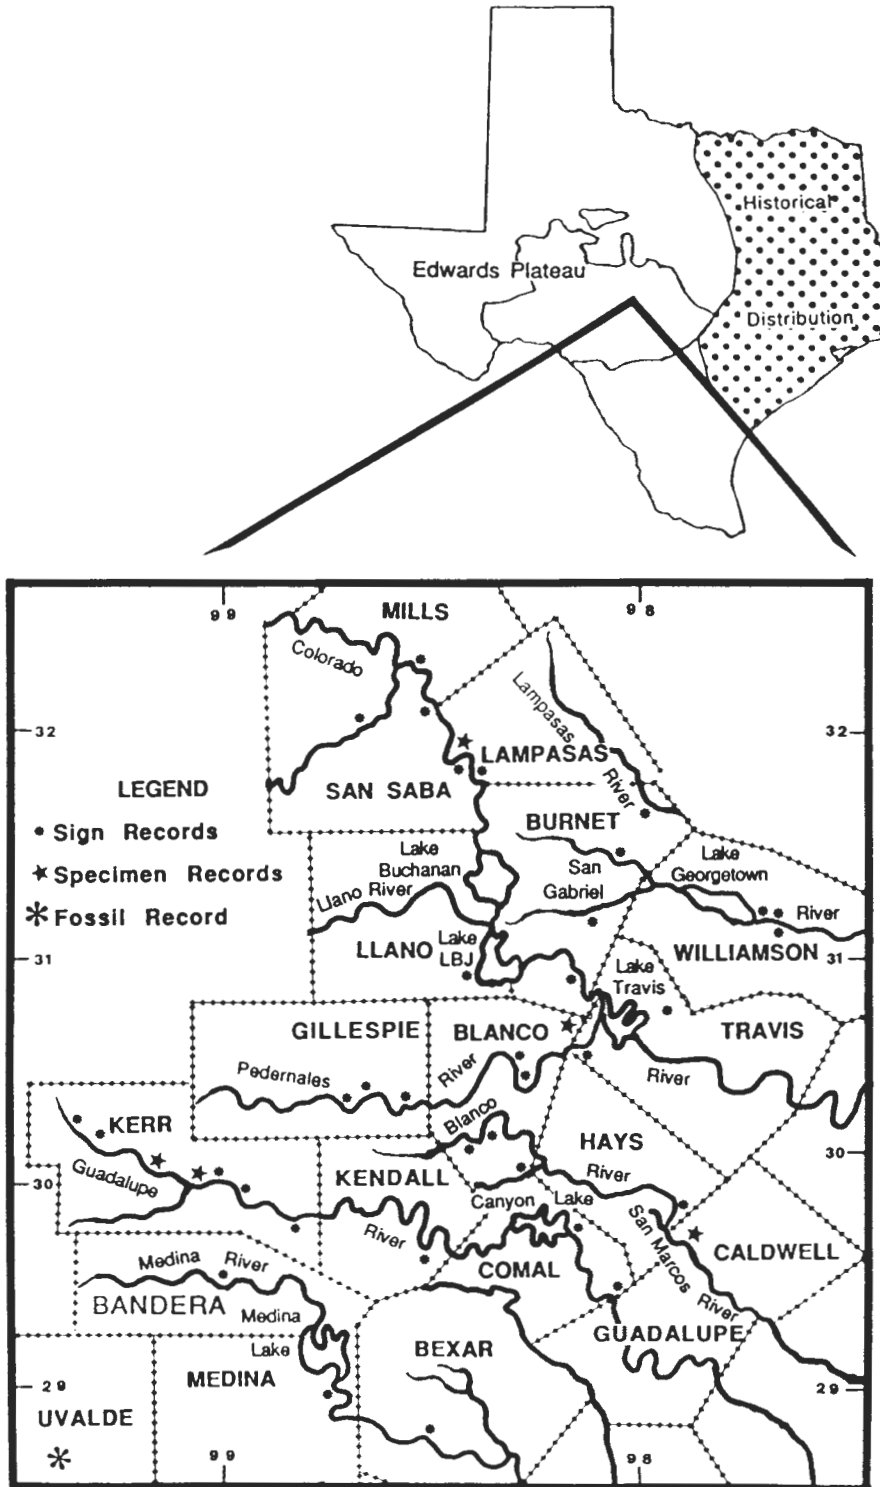 Historical
Edwards Plateau
Distribution
99
98
MILLS
Colorado
Lampasas
River
32
32
LAMPASAS
LEGEND
SAN SABA
Sign Records
BURNET
Specimen Records
Lake
Buchanan
San
Gabriel
Lake
Georgetown
Llano River
Fossil Record
River
LLANO
Lake
LBJ
WILLIAMSON
31
31
Lake
Travis
GILLESPIE
BLANCO
TRAVIS
Pedernales
River
River
KERR
Blanco
HAYS
30
Guadalupe
30
KENDALL
River
Canyon Lake
River
San Marcos
River
Medina River
COMAL
CALDWELL
BANDERA
Medina
Lake
GUADALUPE
BEXAR
MEDINA
29
29
UVALDE
99
98